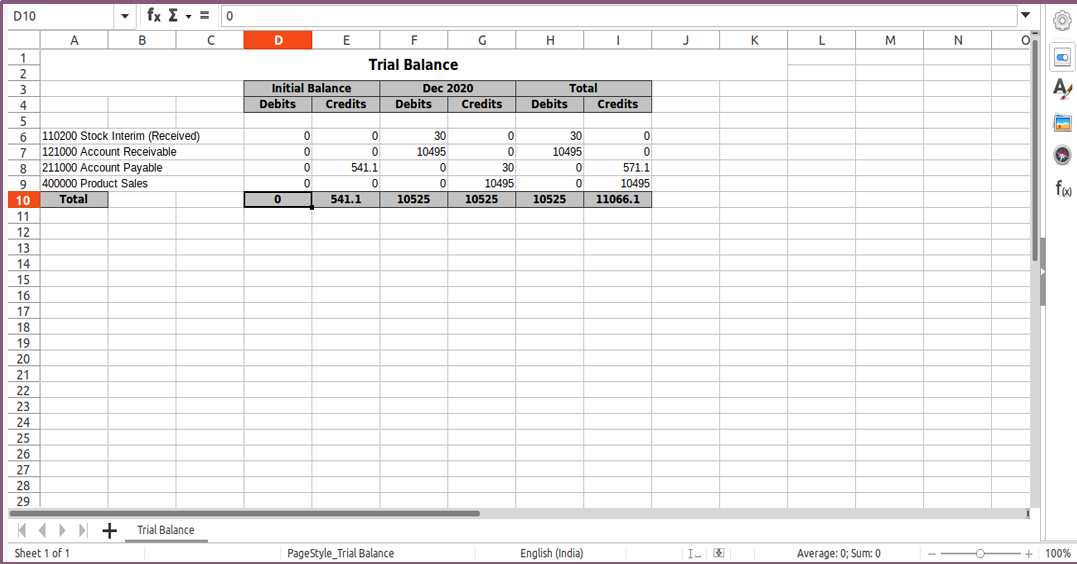 D10 fx Σ = 0
A B C D E F G H I J K L M N O
1 Trial Balance
2
3 Initial Balance Dec 2020 Total
4 Debits Credits Debits Credits Debits Credits
5
6 110200 Stock Interim (Received) 0 0 30 0 30 0
7 121000 Account Receivable 0 0 10495 0 10495 0
8 211000 Account Payable 0 541.1 0 30 0 571.1
9 400000 Product Sales 0 0 0 10495 0 10495
10 Total 0 541.1 10525 10525 10525 11066.1
11
12
13
14
15
16
17
18
19
20
21
22
23
24
25
26
27
28
29
Trial Balance
Sheet 1 of 1 PageStyle_Trial Balance English (India) Average: 0; Sum: 0 100%
A
f(x)